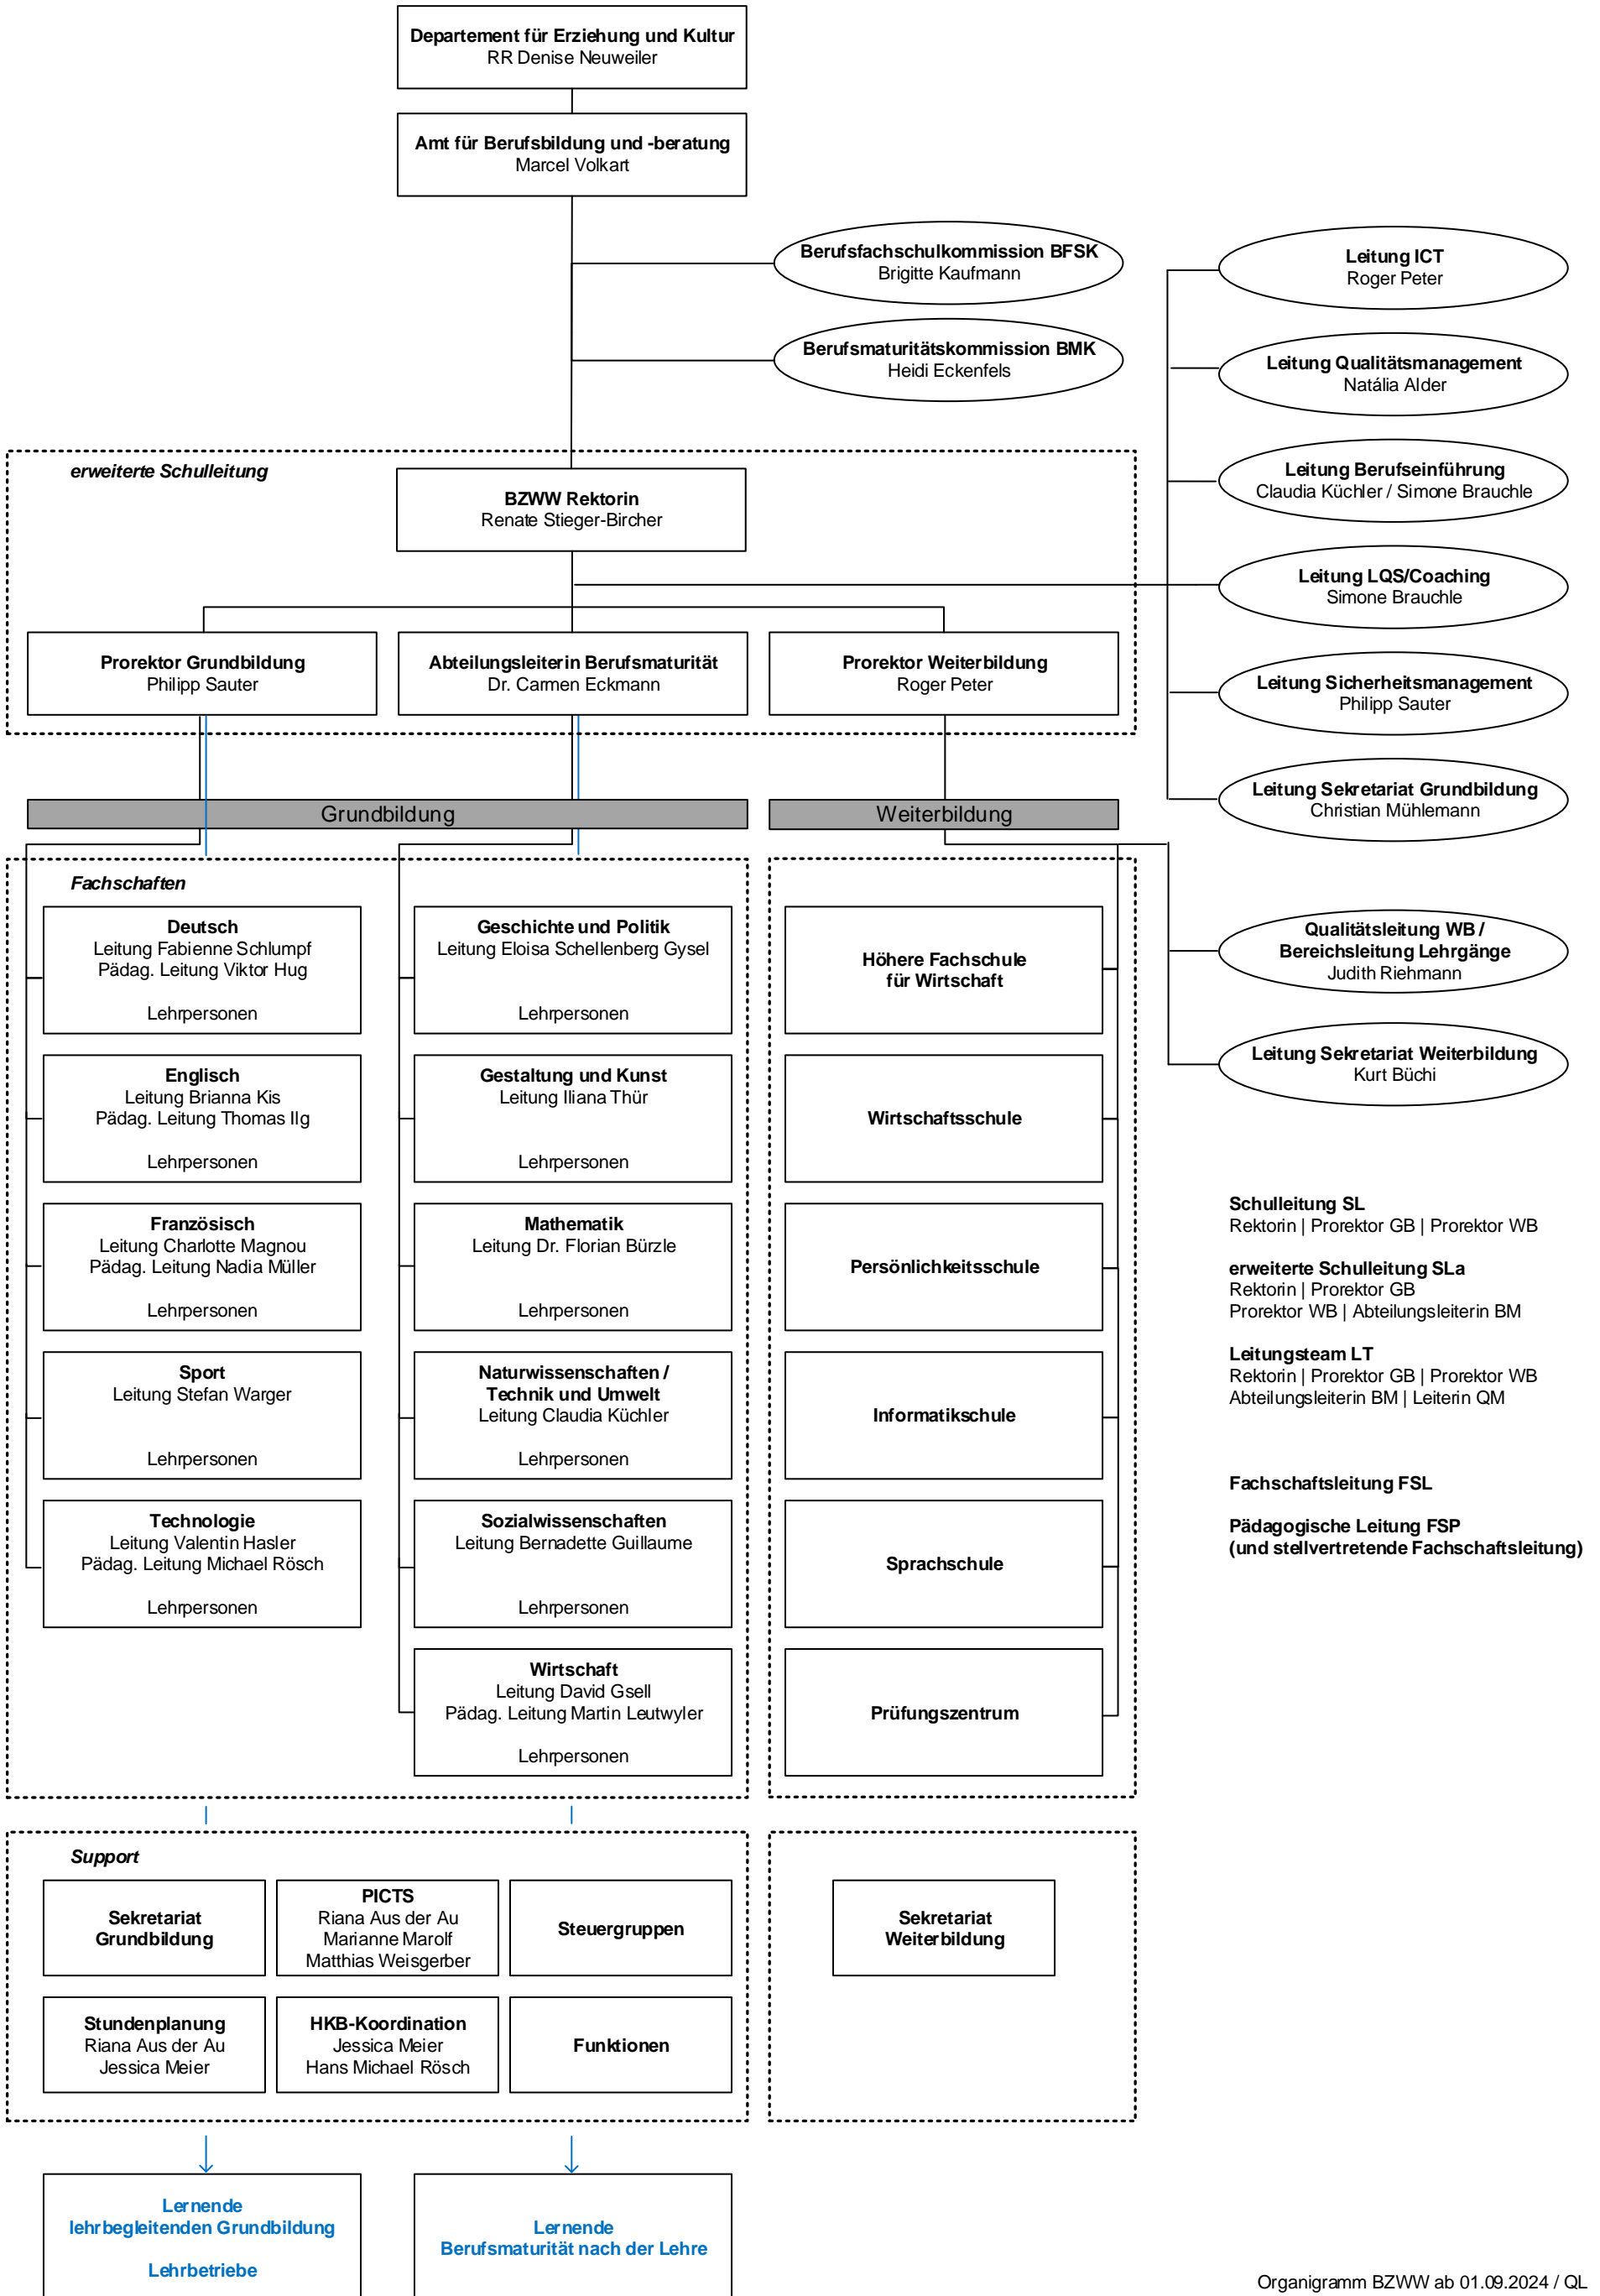 Departement für Erziehung und Kultur
RR Denise Neuweiler
Amt für Berufsbildung und -beratung
Marcel Volkart
Berufsfachschulkommission BFSK
Brigitte Kaufmann
Berufsmaturitätskommission BMK
Heidi Eckenfels
Leitung ICT
Roger Peter
Leitung Qualitätsmanagement
Natália Alder
Leitung Berufseinführung
Claudia Küchler / Simone Brauchle
Leitung LQS/Coaching
Simone Brauchle
Leitung Sicherheitsmanagement
Philipp Sauter
Leitung Sekretariat Grundbildung
Christian Mühlemann
erweiterte Schulleitung
BZWW Rektorin
Renate Stieger-Bircher
Prorektor Grundbildung
Philipp Sauter
Abteilungsleiterin Berufsmaturität
Dr. Carmen Eckmann
Prorektor Weiterbildung
Roger Peter
Grundbildung
Weiterbildung
Fachschaften
Deutsch
Leitung Fabienne Schlumpf
Pädag. Leitung Viktor Hug
Lehrpersonen
Englisch
Leitung Brianna Kis
Pädag. Leitung Thomas Ilg
Lehrpersonen
Französisch
Leitung Charlotte Magnou
Pädag. Leitung Nadia Müller
Lehrpersonen
Sport
Leitung Stefan Warger
Lehrpersonen
Technologie
Leitung Valentin Hasler
Pädag. Leitung Michael Rösch
Lehrpersonen
Geschichte und Politik
Leitung Eloisa Schellenberg Gysel
Lehrpersonen
Gestaltung und Kunst
Leitung Iliana Thür
Lehrpersonen
Mathematik
Leitung Dr. Florian Bürzle
Lehrpersonen
Naturwissenschaften /
Technik und Umwelt
Leitung Claudia Küchler
Lehrpersonen
Sozialwissenschaften
Leitung Bernadette Guillaume
Lehrpersonen
Wirtschaft
Leitung David Gsell
Pädag. Leitung Martin Leutwyler
Lehrpersonen
Höhere Fachschule
für Wirtschaft
Wirtschaftsschule
Persönlichkeitsschule
Informatikschule
Sprachschule
Prüfungszentrum
Qualitätsleitung WB /
Bereichsleitung Lehrgänge
Judith Riehmann
Leitung Sekretariat Weiterbildung
Kurt Büchi
Schulleitung SL
Rektorin | Prorektor GB | Prorektor WB
erweiterte Schulleitung SLa
Rektorin | Prorektor GB
Prorektor WB | Abteilungsleiterin BM
Leitungsteam LT
Rektorin | Prorektor GB | Prorektor WB
Abteilungsleiterin BM | Leiterin QM
Fachschaftsleitung FSL
Pädagogische Leitung FSP
(und stellvertretende Fachschaftsleitung)
Support
Sekretariat
Grundbildung
PICTS
Riana Aus der Au
Marianne Marolf
Matthias Weisgerber
Steuergruppen
Stundenplanung
Riana Aus der Au
Jessica Meier
HKB-Koordination
Jessica Meier
Hans Michael Rösch
Funktionen
Sekretariat
Weiterbildung
Lernende
lehrbegleitenden Grundbildung
Lehrbetriebe
Lernende
Berufsmaturität nach der Lehre
Organigramm BZWW ab 01.09.2024 / QL